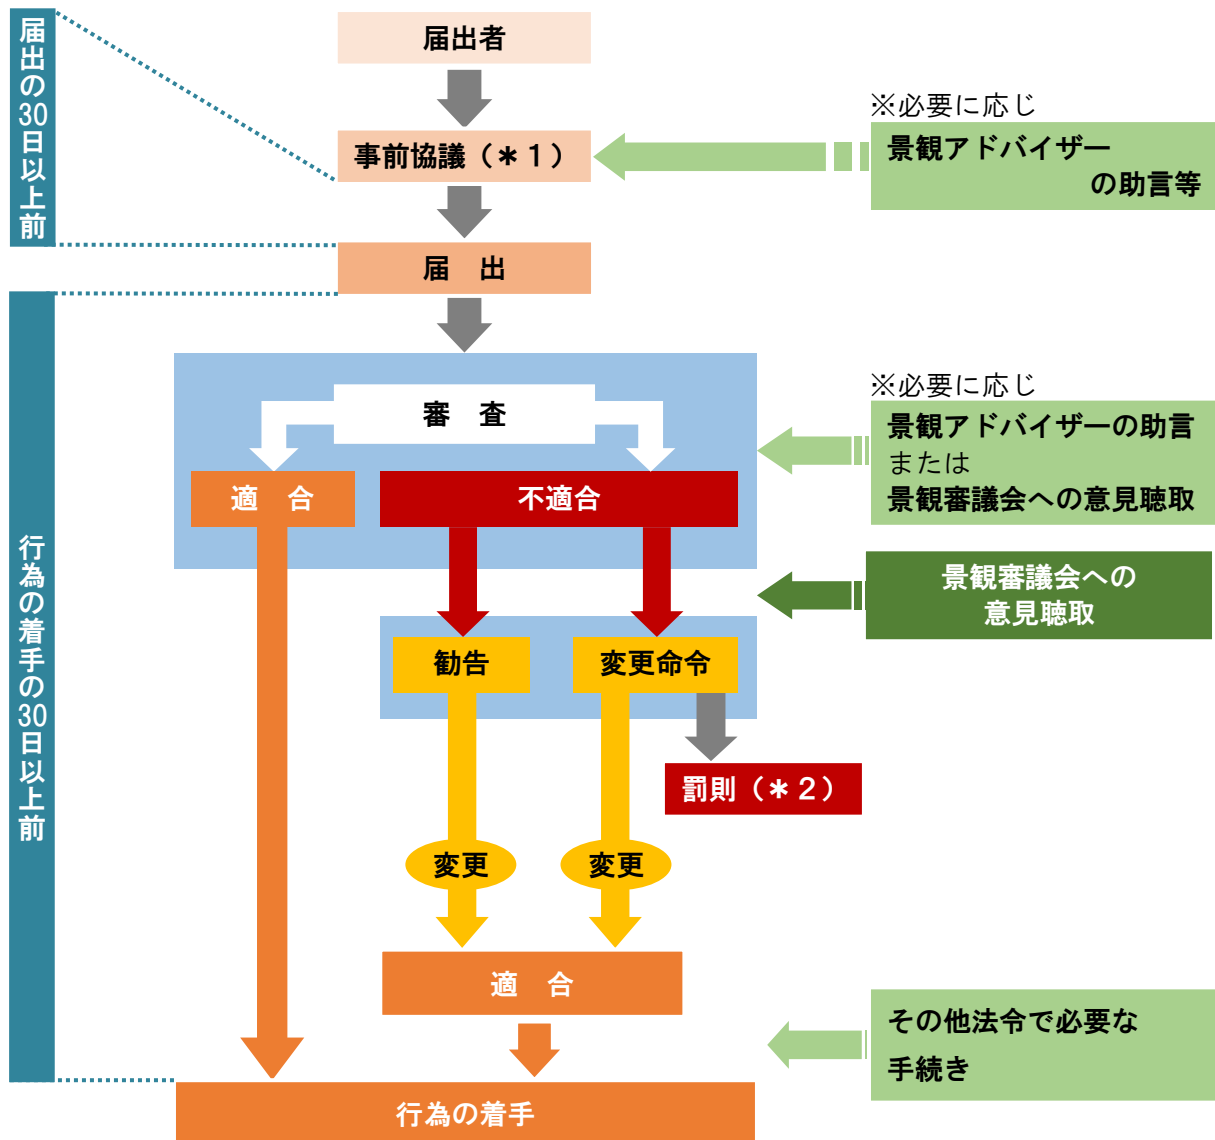 届出の30日以上前
届出者
※必要に応じ
事前協議（＊１）
景観アドバイザー
の助言等
届　出
行為の着手の30日以上前
審　査
※必要に応じ
景観アドバイザーの助言
または
景観審議会への意見聴取
適　合
不適合
景観審議会への
意見聴取
勧告
変更命令
罰則（＊２）
変更
変更
適　合
その他法令で必要な
手続き
行為の着手